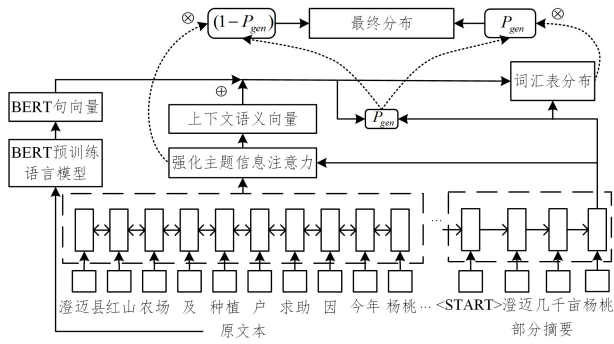 ⊗ (1−P_gen) 最终分布 P_gen ⊗
BERT句向量 ⊕ 词汇表分布
上下文语义向量 P_gen
BERT预训练
语言模型
强化主题信息注意力
...
澄迈县 红山 农场 及 种植 户 求助 因 今年 杨桃 ... <START> 澄迈 几千亩 杨桃
原文本 部分摘要